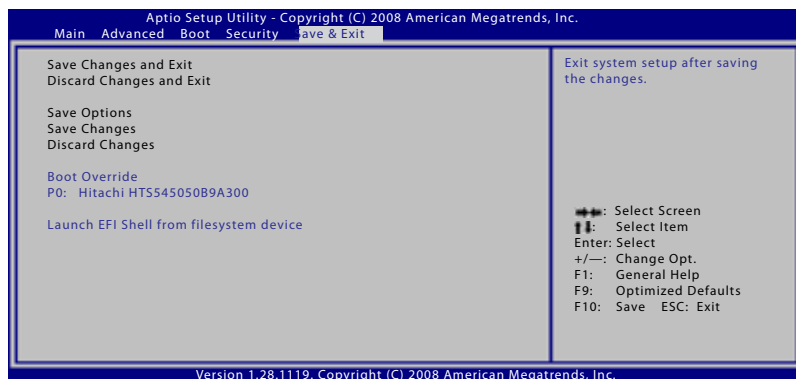 Aptio Setup Utility - Copyright (C) 2008 American Megatrends, Inc.
Main Advanced Boot Security Save & Exit
Save Changes and Exit
Discard Changes and Exit
Save Options
Save Changes
Discard Changes
Boot Override
P0: Hitachi HTS545050B9A300
Launch EFI Shell from filesystem device
Exit system setup after saving
the changes.
→←: Select Screen
↑↓: Select Item
Enter: Select
+/—: Change Opt.
F1: General Help
F9: Optimized Defaults
F10: Save ESC: Exit
Version 1.28.1119. Copyright (C) 2008 American Megatrends, Inc.